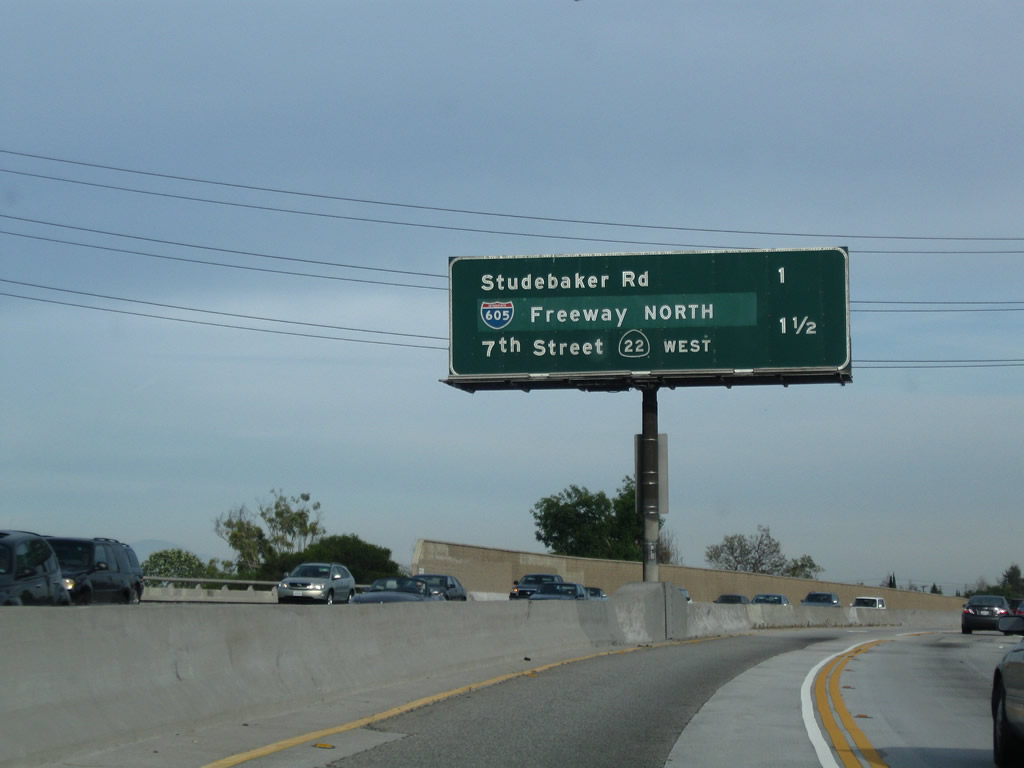 Studebaker Rd 1
605 Freeway NORTH
7th Street 22 WEST 1½